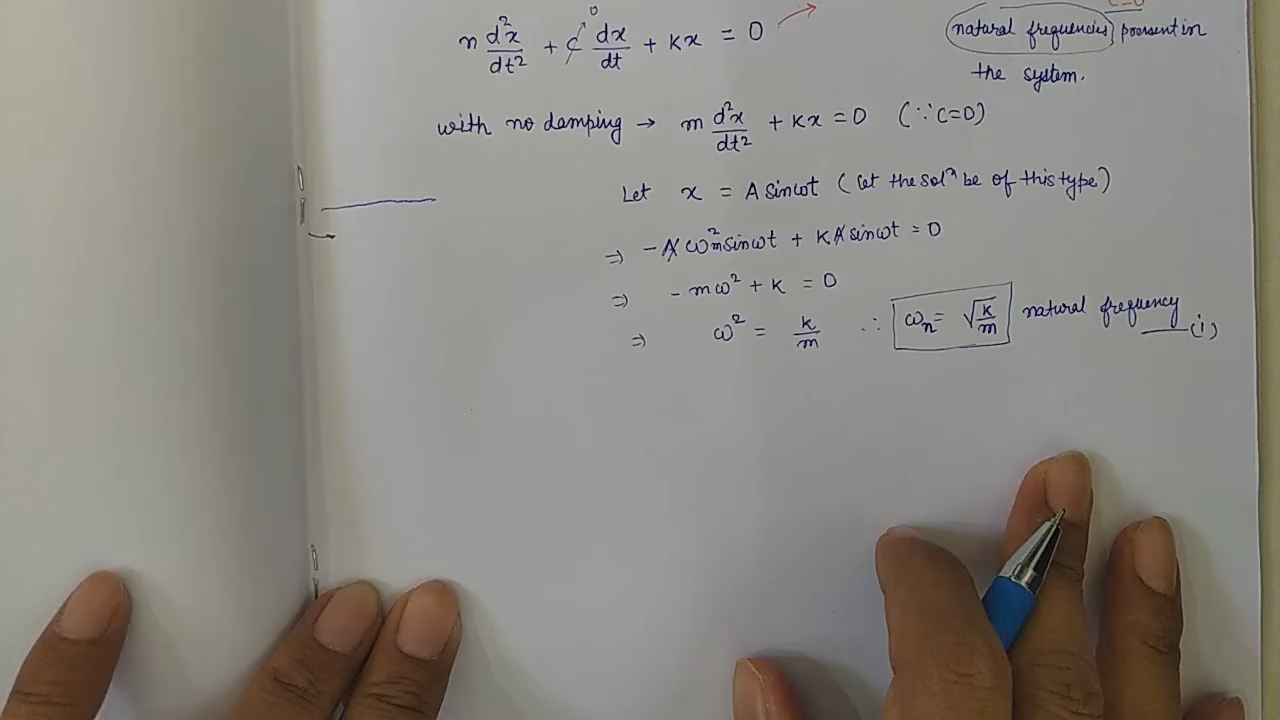 m d²x/dt² + c⁰ dx/dt + kx = 0
natural frequencies present in
the system.
with no damping → m d²x/dt² + kx = 0 (∵ c=0)
Let x = A sinωt (let the solⁿ be of this type)
⇒ -Aω²m sinωt + kA sinωt = 0
⇒ -mω² + k = 0
⇒ ω² = k/m ∴ ωn = √k/m natural frequency (i)